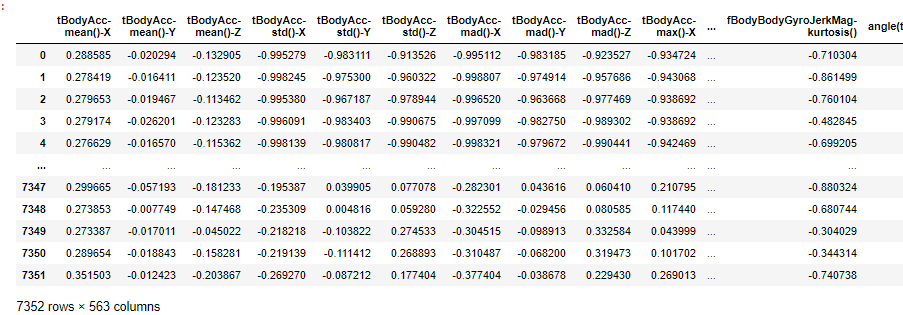 :
tBodyAcc-mean()-X tBodyAcc-mean()-Y tBodyAcc-mean()-Z tBodyAcc-std()-X tBodyAcc-std()-Y tBodyAcc-std()-Z tBodyAcc-mad()-X tBodyAcc-mad()-Y tBodyAcc-mad()-Z tBodyAcc-max()-X ... fBodyBodyGyroJerkMag-kurtosis() angle(t
0 0.288585 -0.020294 -0.132905 -0.995279 -0.983111 -0.913526 -0.995112 -0.983185 -0.923527 -0.934724 ... -0.710304
1 0.278419 -0.016411 -0.123520 -0.998245 -0.975300 -0.960322 -0.998807 -0.974914 -0.957686 -0.943068 ... -0.861499
2 0.279653 -0.019467 -0.113462 -0.995380 -0.967187 -0.978944 -0.996520 -0.963668 -0.977469 -0.938692 ... -0.760104
3 0.279174 -0.026201 -0.123283 -0.996091 -0.983403 -0.990675 -0.997099 -0.982750 -0.989302 -0.938692 ... -0.482845
4 0.276629 -0.016570 -0.115362 -0.998139 -0.980817 -0.990482 -0.998321 -0.979672 -0.990441 -0.942469 ... -0.699205
... ... ... ... ... ... ... ... ... ... ... ... ...
7347 0.299665 -0.057193 -0.181233 -0.195387 0.039905 0.077078 -0.282301 0.043616 0.060410 0.210795 ... -0.880324
7348 0.273853 -0.007749 -0.147468 -0.235309 0.004816 0.059280 -0.322552 -0.029456 0.080585 0.117440 ... -0.680744
7349 0.273387 -0.017011 -0.045022 -0.218218 -0.103822 0.274533 -0.304515 -0.098913 0.332584 0.043999 ... -0.304029
7350 0.289654 -0.018843 -0.158281 -0.219139 -0.111412 0.268893 -0.310487 -0.068200 0.319473 0.101702 ... -0.344314
7351 0.351503 -0.012423 -0.203867 -0.269270 -0.087212 0.177404 -0.377404 -0.038678 0.229430 0.269013 ... -0.740738
7352 rows × 563 columns